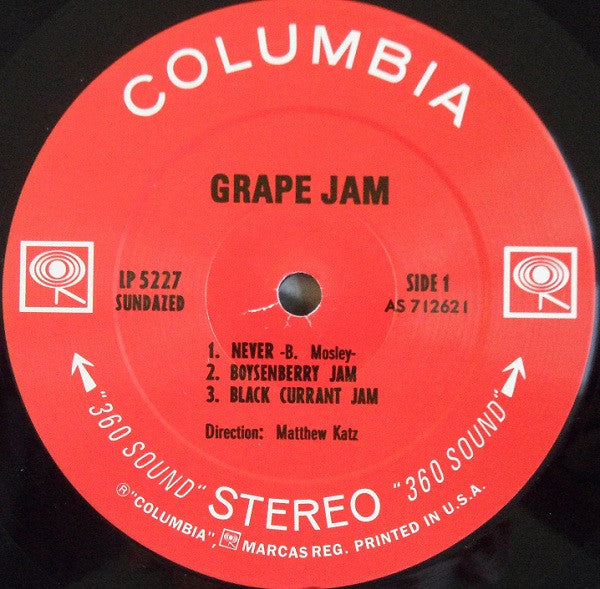 COLUMBIA
GRAPE JAM
LP 5227
SUNDAZED
SIDE 1
AS 712621
1. NEVER -B. Mosley-
2. BOYSENBERRY JAM
3. BLACK CURRANT JAM
Direction: Matthew Katz
"360 SOUND" STEREO "360 SOUND"
®"COLUMBIA", MARCAS REG. PRINTED IN U.S.A.